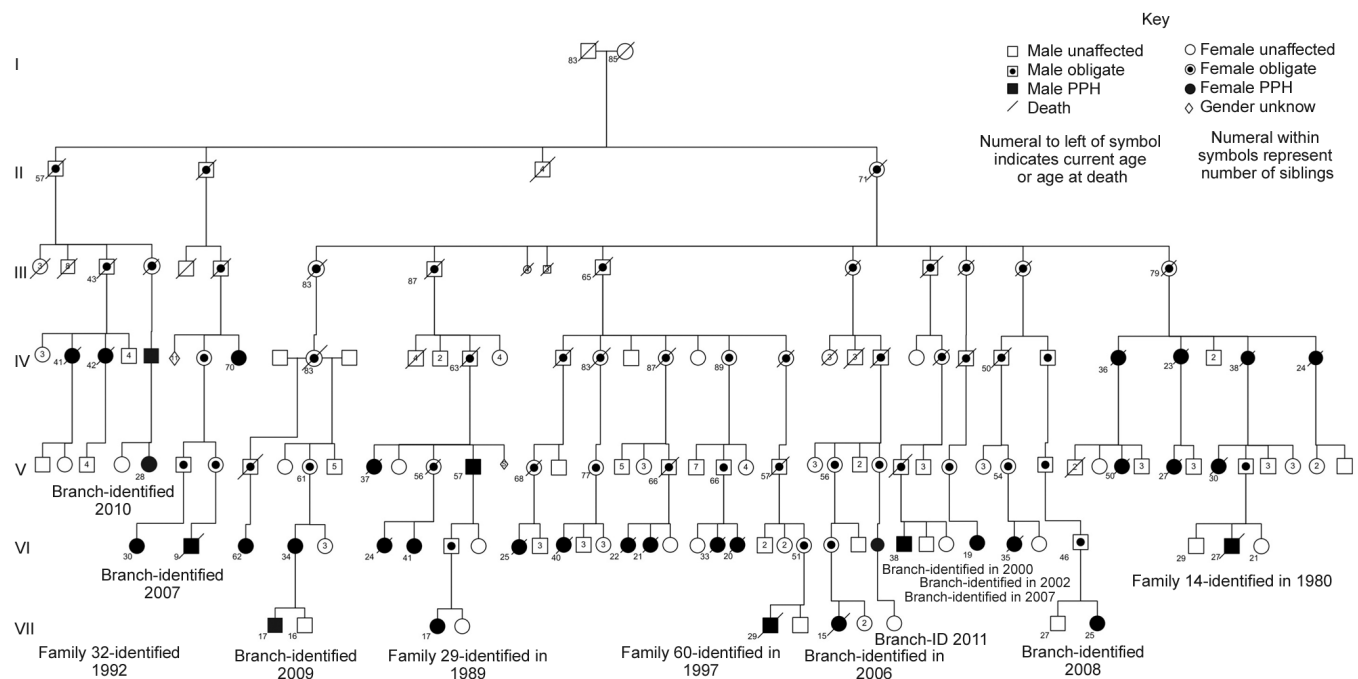 Key
Male unaffected
Female unaffected
Male obligate
Female obligate
Male PPH
Female PPH
Death
Gender unknow
Numeral to left of symbol
indicates current age
or age at death
Numeral within
symbols represent
number of siblings
I
83 85
II
57 4 71
III
3 8 43 83 87 65 79
IV
3 41 42 4 11 70 83 4 2 63 4 83 87 89 3 3 50 36 23 2 38 24
V
4 28 61 5 37 56 57 68 77 5 3 66 7 66 4 57 3 56 2 3 3 54 2 50 3 27 3 30 3 3 2
Branch-identified
2010
VI
30 9 62 34 3 24 41 25 3 40 3 3 22 21 33 20 2 2 51 38 19 35 46 29 27 21
Branch-identified
2007
Branch-identified in 2000
Branch-identified in 2002
Branch-identified in 2007
Family 14-identified in 1980
VII
17 16 17 29 15 2 27 25
Family 32-identified
1992
Branch-identified
2009
Family 29-identified in
1989
Family 60-identified in
1997
Branch-ID 2011
Branch-identified in
2006
Branch-identified
2008